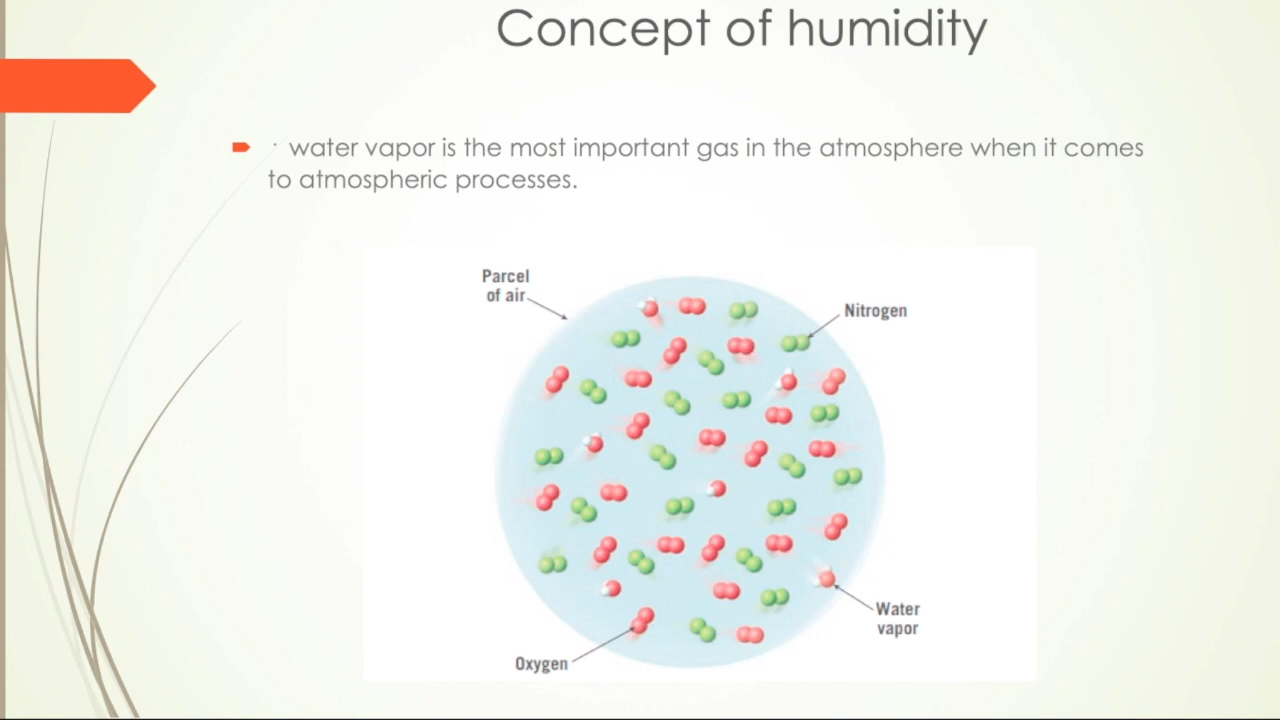 Concept of humidity
· water vapor is the most important gas in the atmosphere when it comes
to atmospheric processes.
Parcel
of air
Nitrogen
Water
vapor
Oxygen